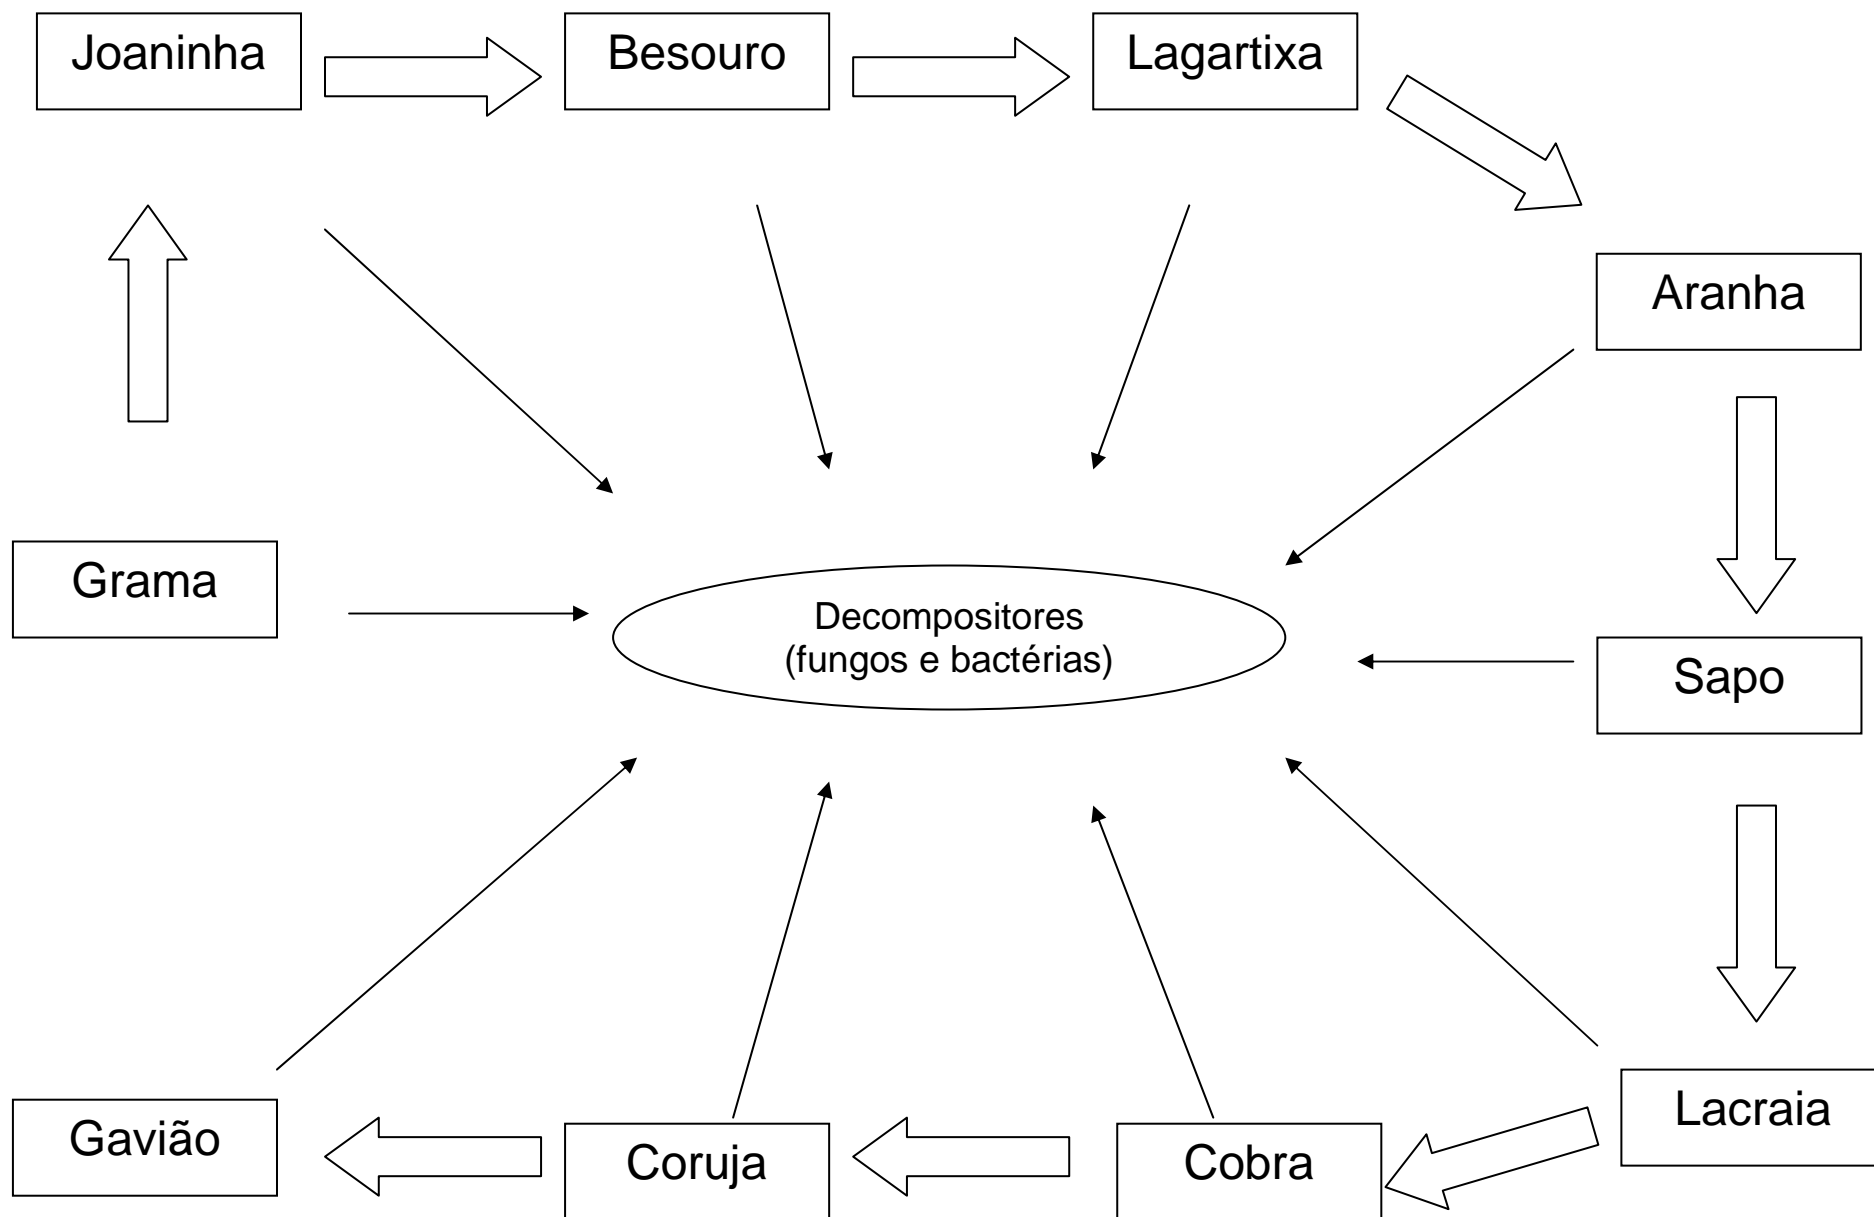 Joaninha
Besouro
Lagartixa
Aranha
Grama
Decompositores
(fungos e bactérias)
Sapo
Gavião
Coruja
Cobra
Lacraia